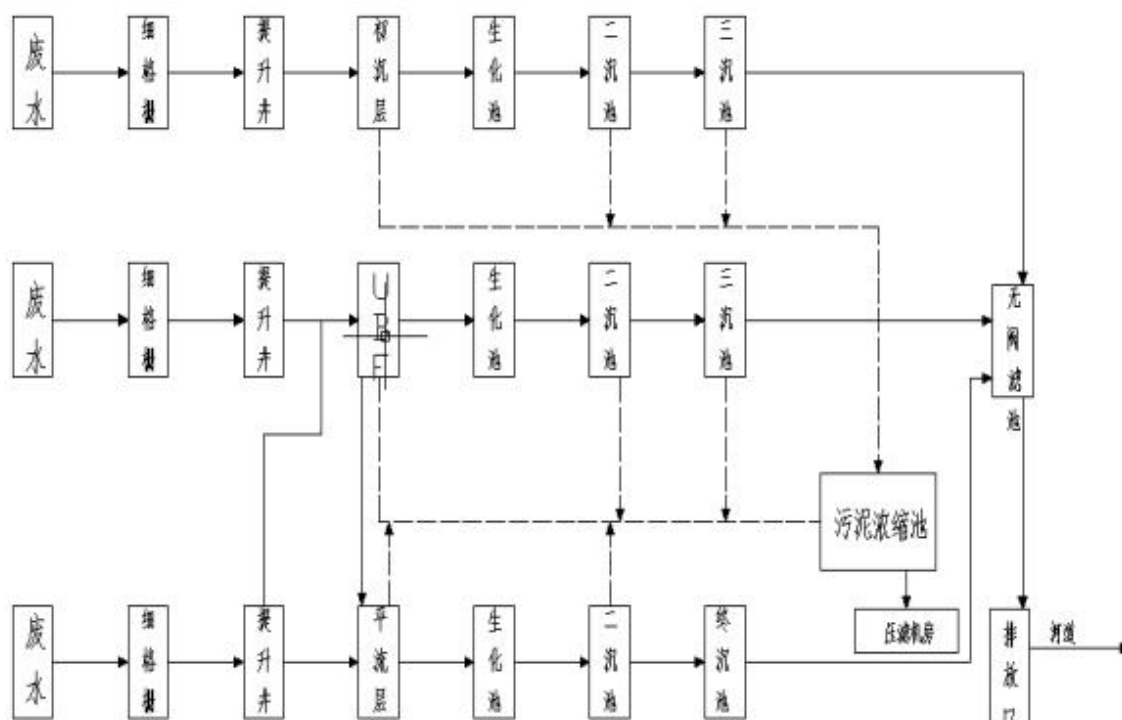 废水
细格栅
提升井
初沉层
生化池
二沉池
三沉池
废水
细格栅
提升井
生化池
二沉池
三沉池
无阀滤池
污泥浓缩池
压滤机房
废水
细格栅
提升井
平流层
生化池
二沉池
终沉池
排放口
河道